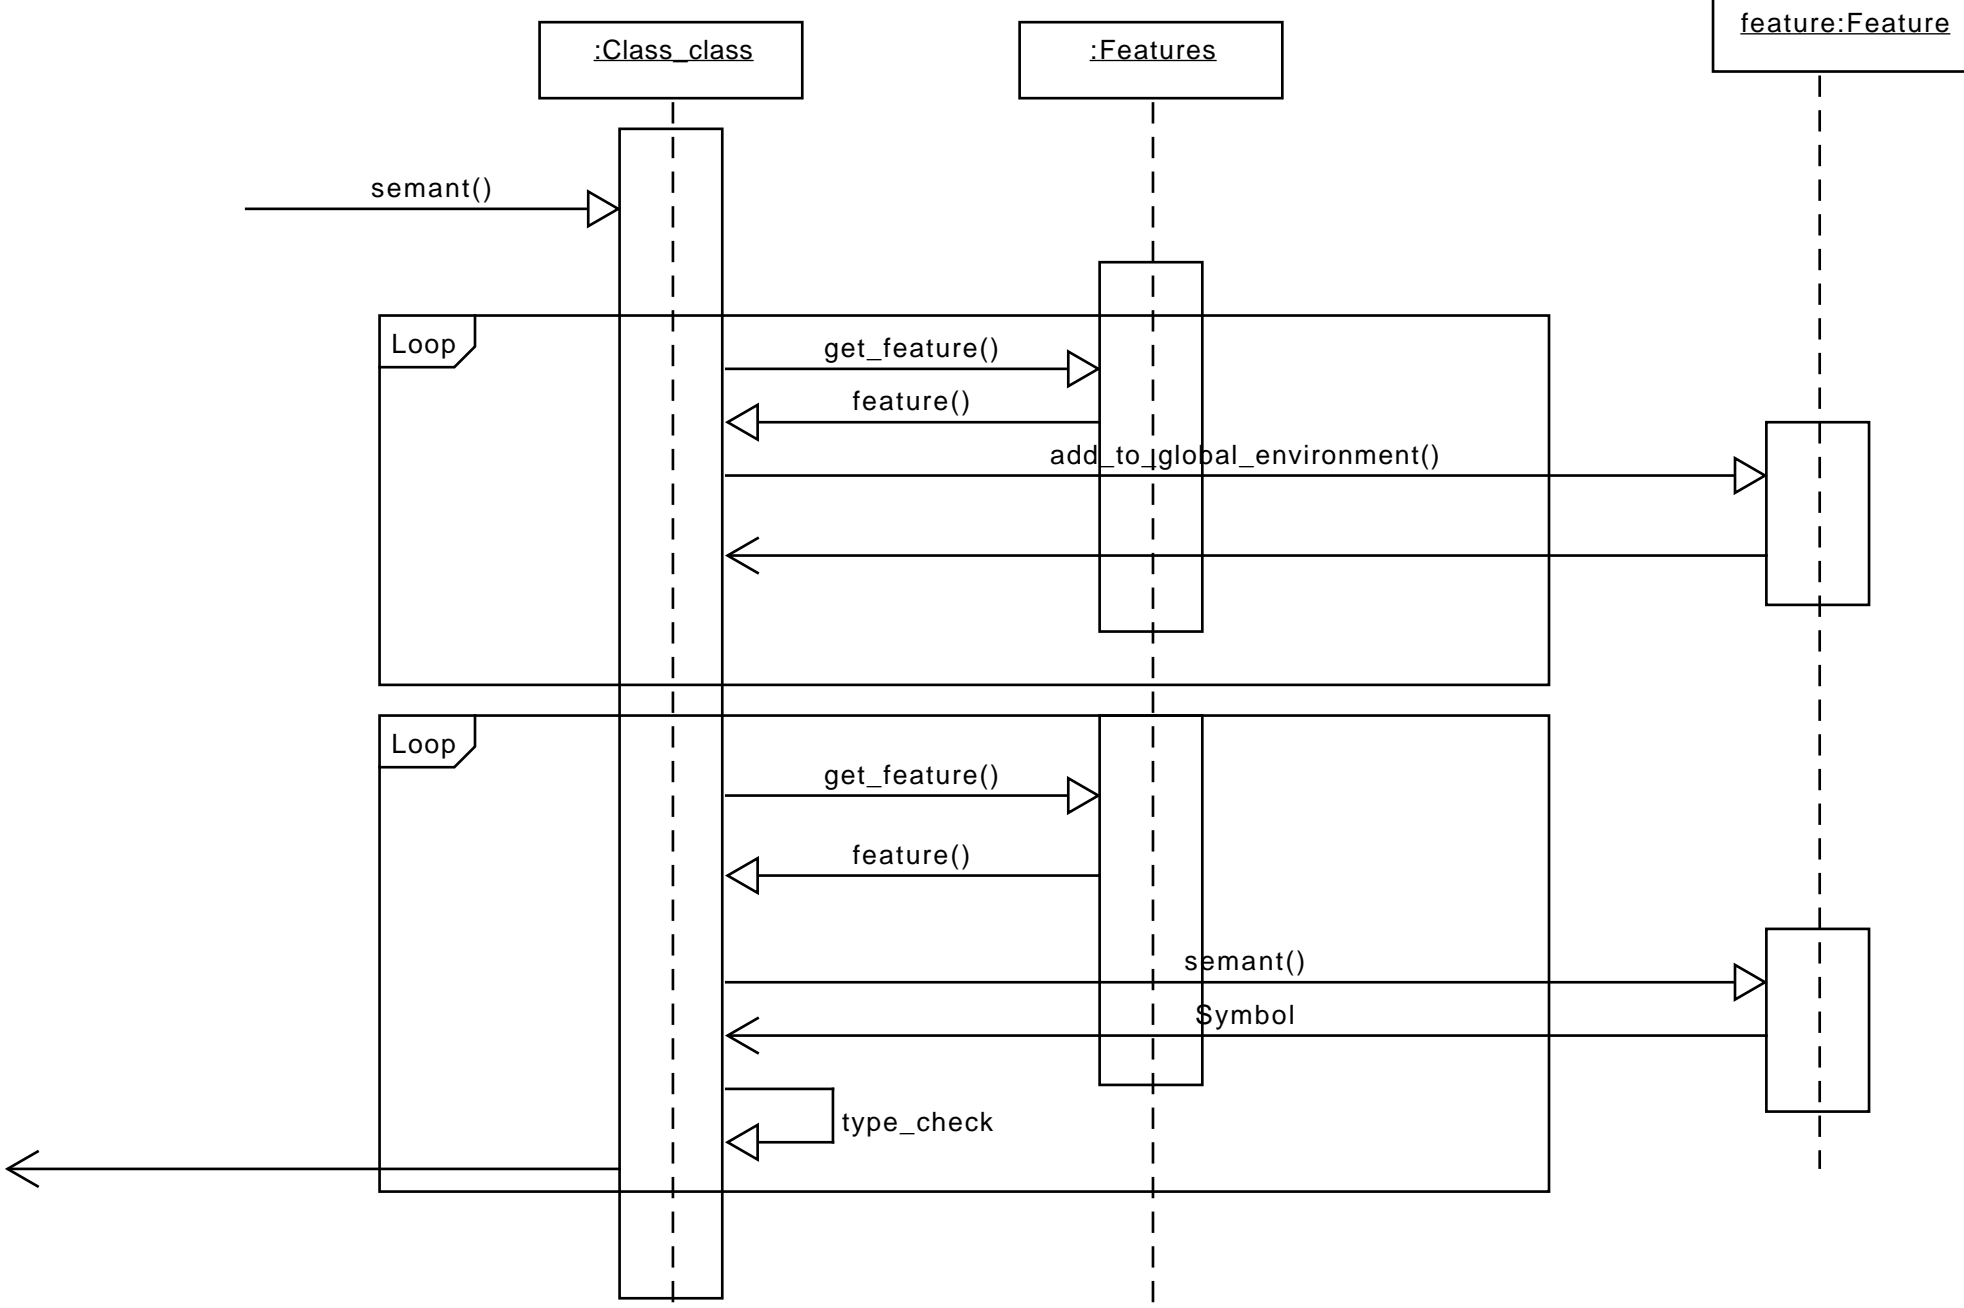 :Class_class
:Features
feature:Feature
semant()
Loop
get_feature()
feature()
add_to_global_environment()
Loop
get_feature()
feature()
semant()
Symbol
type_check